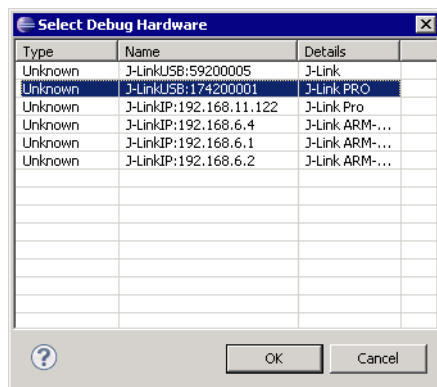 Select Debug Hardware
Type Name Details
Unknown J-LinkUSB:59200005 J-Link
Unknown J-LinkUSB:174200001 J-Link PRO
Unknown J-LinkIP:192.168.11.122 J-Link Pro
Unknown J-LinkIP:192.168.6.4 J-Link ARM-...
Unknown J-LinkIP:192.168.6.1 J-Link ARM-...
Unknown J-LinkIP:192.168.6.2 J-Link ARM-...
? OK Cancel